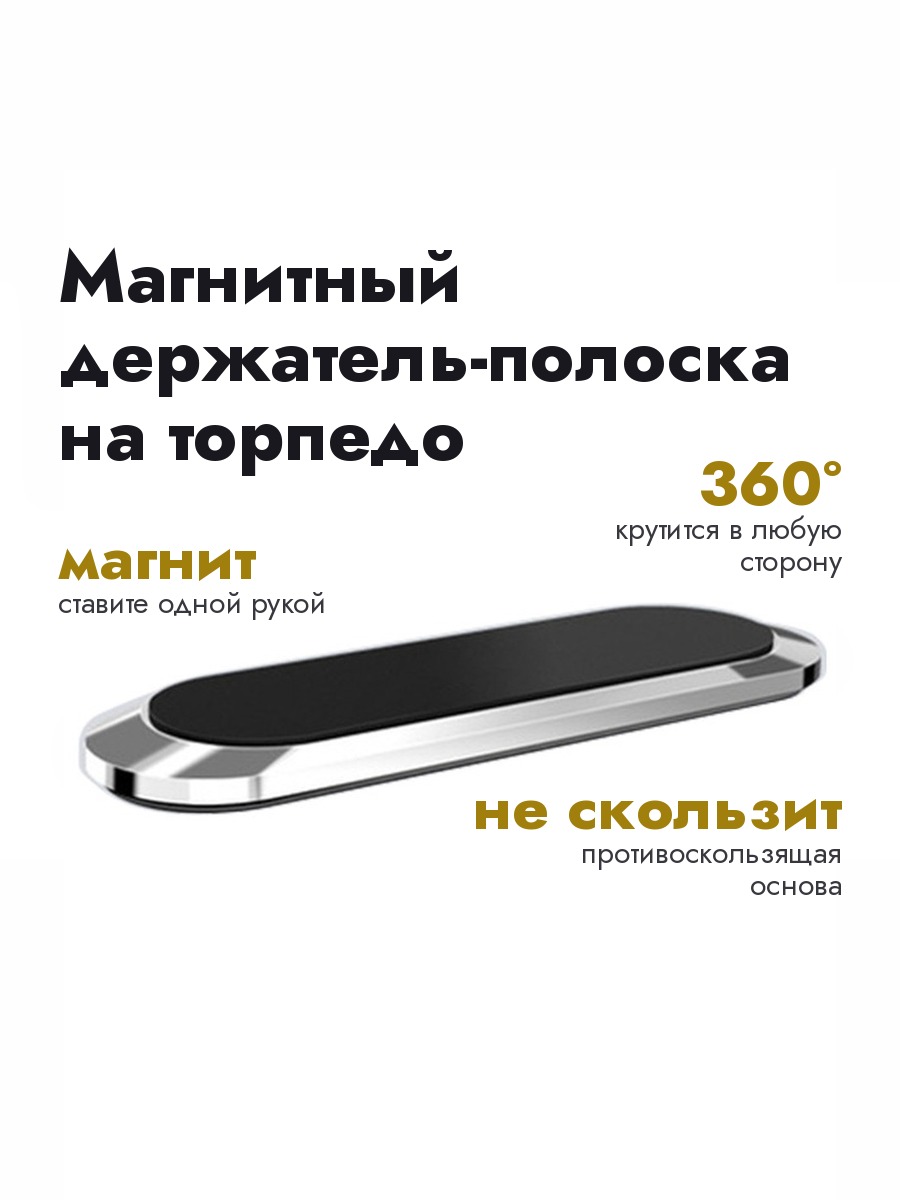 Магнитный
держатель-полоска
на торпедо
360°
крутится в любую
сторону
магнит
ставите одной рукой
не скользит
противоскользящая
основа